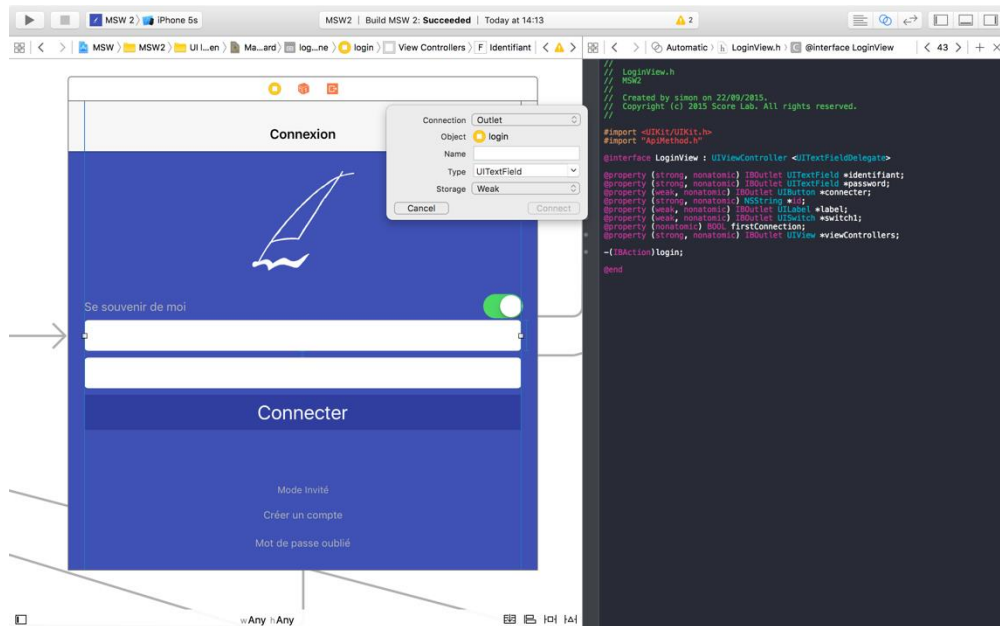 MSW 2 〉 iPhone 5s
MSW2 | Build MSW 2: Succeeded | Today at 14:13
2
MSW 〉 MSW2 〉 UI I...en 〉 Ma...ard 〉 log...ne 〉 login 〉 View Controllers 〉 F Identifiant
Automatic 〉 h LoginView.h 〉 C @interface LoginView
43
Connexion
Connection Outlet
Object login
Name
Type UITextField
Storage Weak
Cancel Connect
Se souvenir de moi
Connecter
Mode Invité
Créer un compte
Mot de passe oublié
wAny hAny
//
// LoginView.h
// MSW2
//
// Created by simon on 22/09/2015.
// Copyright (c) 2015 Score Lab. All rights reserved.
//
#import <UIKit/UIKit.h>
#import "ApiMethod.h"
@interface LoginView : UIViewController <UITextFieldDelegate>
@property (strong, nonatomic) IBOutlet UITextField *identifiant;
@property (strong, nonatomic) IBOutlet UITextField *password;
@property (weak, nonatomic) IBOutlet UIButton *connecter;
@property (strong, nonatomic) NSString *id;
@property (weak, nonatomic) IBOutlet UILabel *label;
@property (weak, nonatomic) IBOutlet UISwitch *switch1;
@property (nonatomic) BOOL firstConnection;
@property (strong, nonatomic) IBOutlet UIView *viewControllers;
-(IBAction)login;
@end